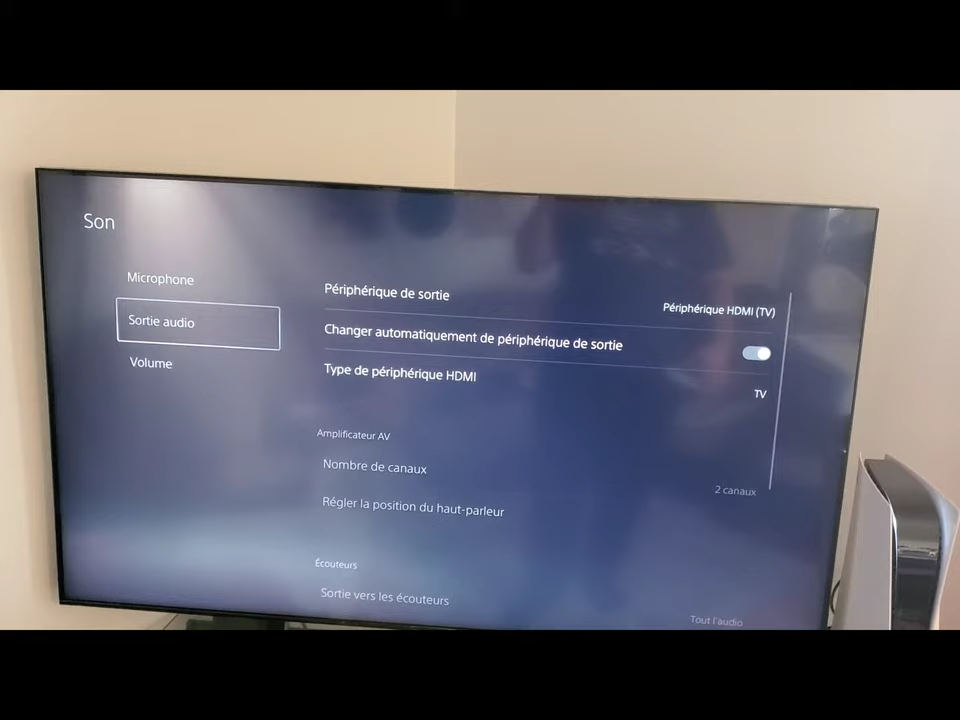 Son
Microphone
Sortie audio
Volume
Périphérique de sortie
Périphérique HDMI (TV)
Changer automatiquement de périphérique de sortie
Type de périphérique HDMI
TV
Amplificateur AV
Nombre de canaux
2 canaux
Régler la position du haut-parleur
Écouteurs
Sortie vers les écouteurs
Tout l'audio